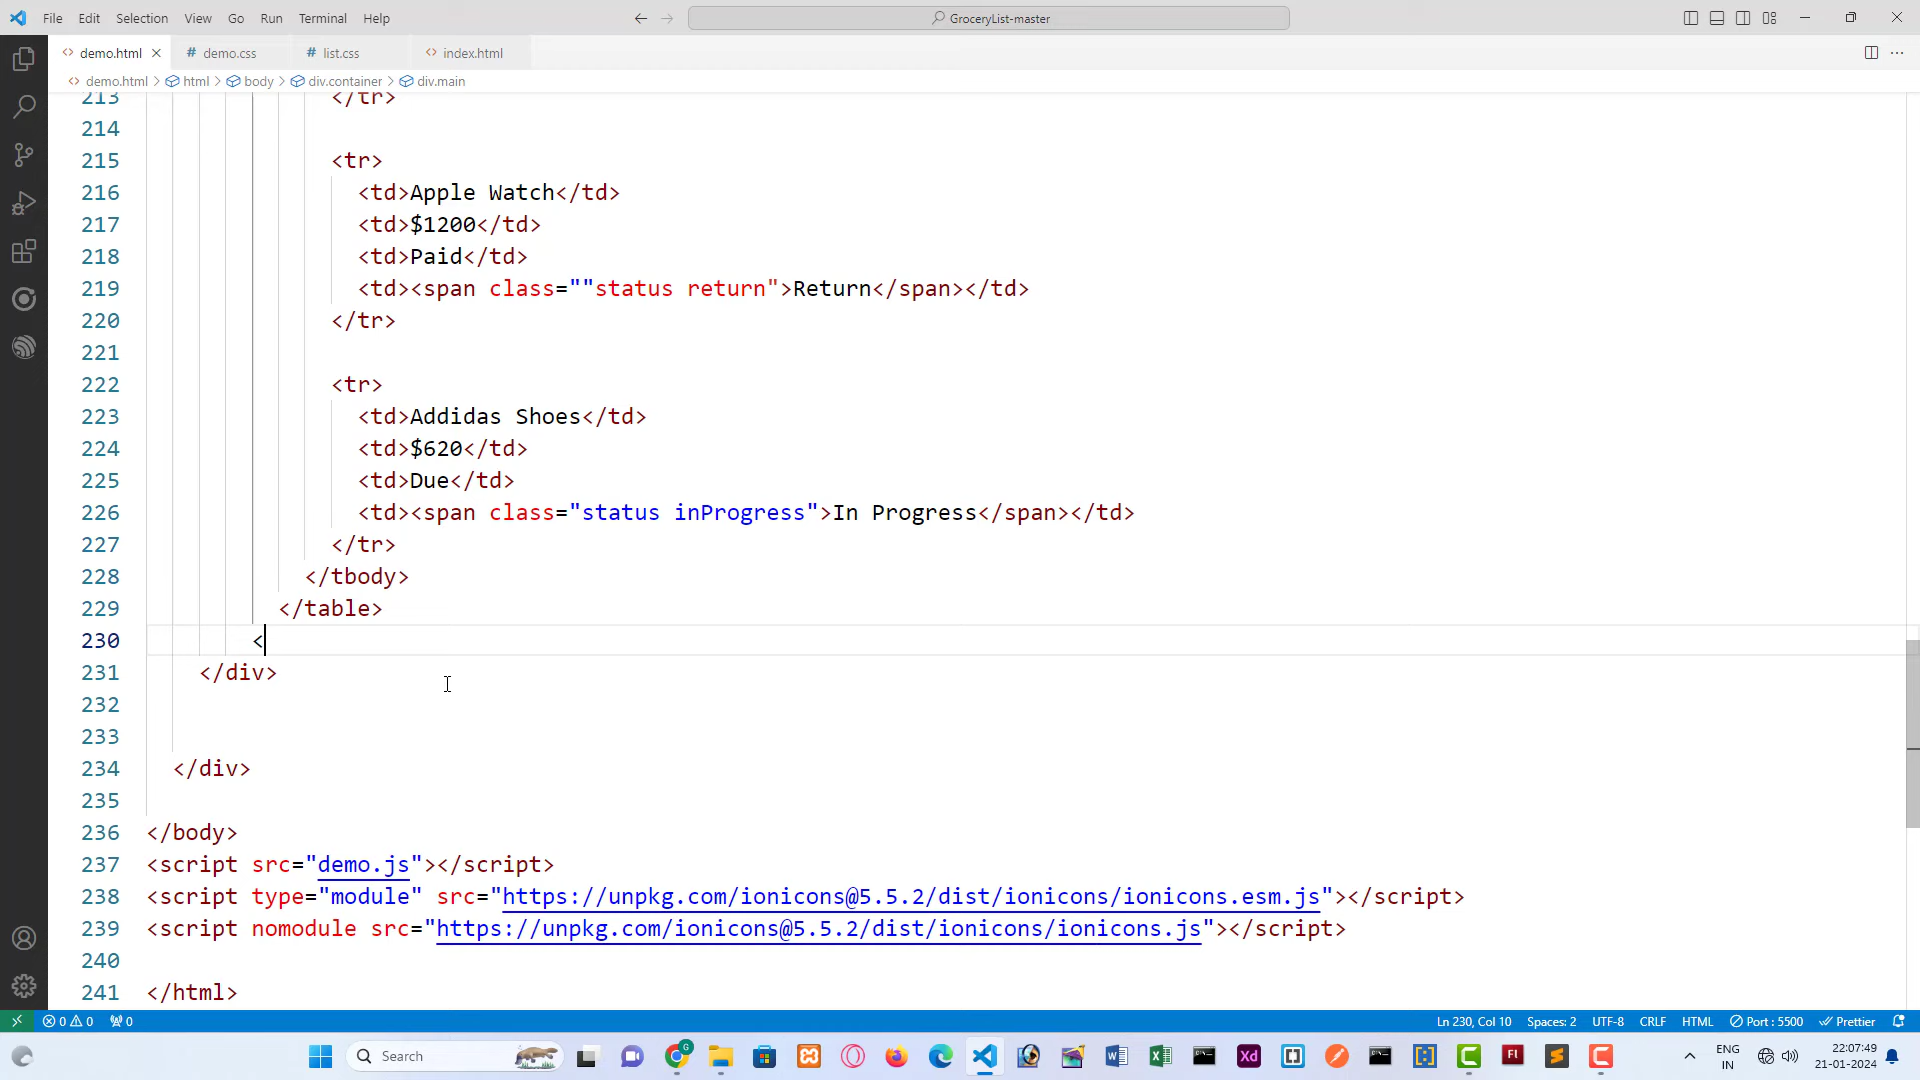 File Edit Selection View Go Run Terminal Help
GroceryList-master
demo.html demo.css list.css index.html
demo.html > html > body > div.container > div.main
213 </tr>
214
215 <tr>
216 <td>Apple Watch</td>
217 <td>$1200</td>
218 <td>Paid</td>
219 <td><span class=""status return">Return</span></td>
220 </tr>
221
222 <tr>
223 <td>Addidas Shoes</td>
224 <td>$620</td>
225 <td>Due</td>
226 <td><span class="status inProgress">In Progress</span></td>
227 </tr>
228 </tbody>
229 </table>
230 <
231 </div>
232
233
234 </div>
235
236 </body>
237 <script src="demo.js"></script>
238 <script type="module" src="https://unpkg.com/ionicons@5.5.2/dist/ionicons/ionicons.esm.js"></script>
239 <script nomodule src="https://unpkg.com/ionicons@5.5.2/dist/ionicons/ionicons.js"></script>
240
241 </html>
0 0 0 Ln 230, Col 10 Spaces: 2 UTF-8 CRLF HTML Port : 5500 Prettier
Search G Xd Fl ENG IN 22:07:49 21-01-2024